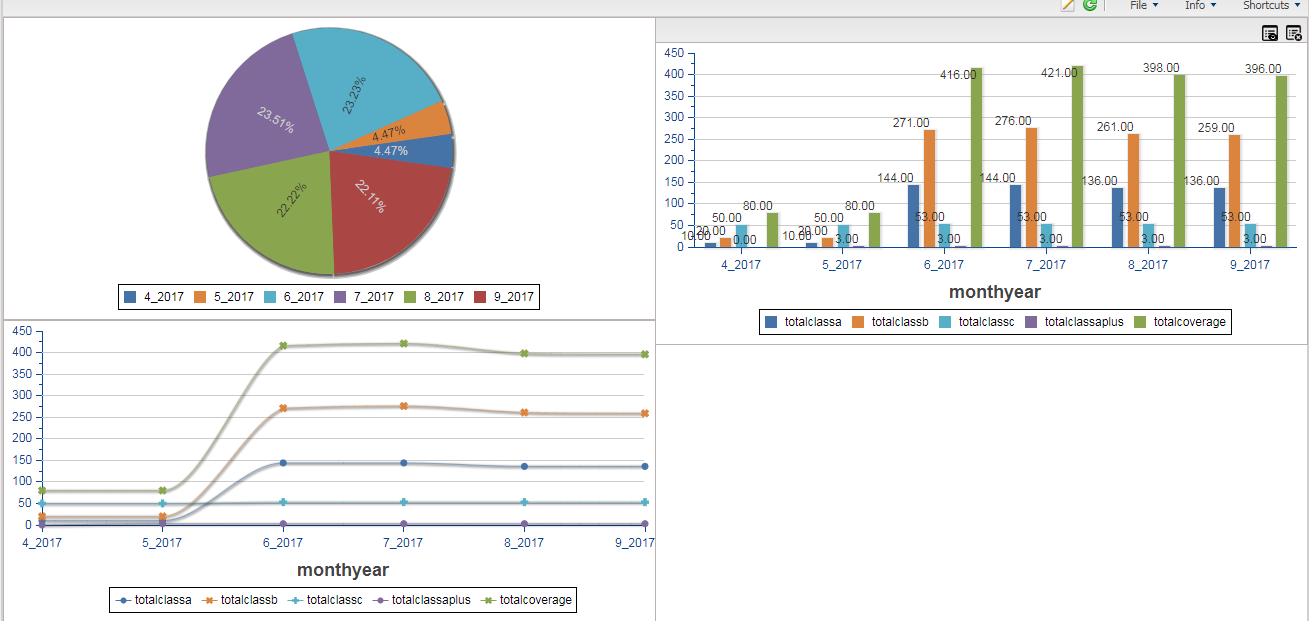 File Info Shortcuts
23.23%
4.47%
4.47%
23.51%
22.22%
22.11%
4_2017 5_2017 6_2017 7_2017 8_2017 9_2017
450
400
350
300
250
200
150
100
50
0
416.00 421.00 398.00 396.00
271.00 276.00 261.00 259.00
144.00 144.00 136.00 136.00
80.00 80.00
50.00 50.00 53.00 53.00 53.00 53.00
10.00 20.00 0.00 10.00 20.00 3.00 3.00 3.00 3.00 3.00
4_2017 5_2017 6_2017 7_2017 8_2017 9_2017
monthyear
totalclassa totalclassb totalclassc totalclassaplus totalcoverage
450
400
350
300
250
200
150
100
50
0
4_2017 5_2017 6_2017 7_2017 8_2017 9_2017
monthyear
totalclassa totalclassb totalclassc totalclassaplus totalcoverage